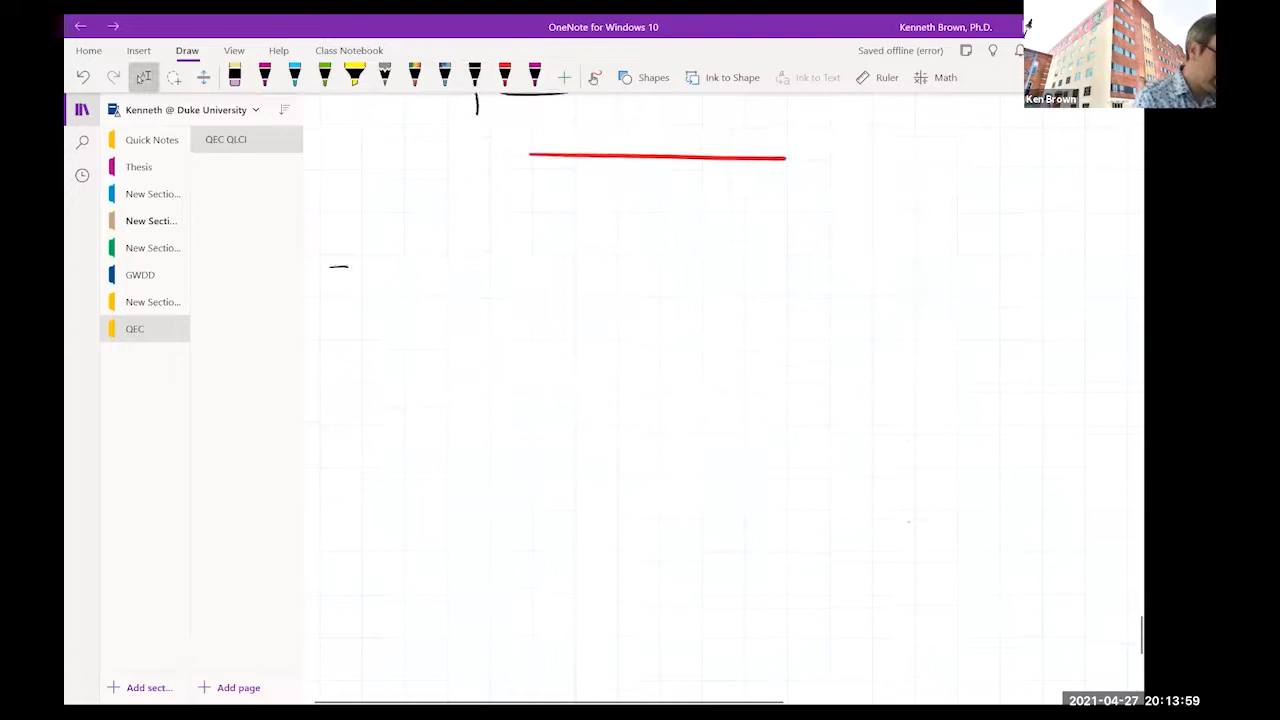 OneNote for Windows 10
Kenneth Brown, Ph.D.
Home Insert Draw View Help Class Notebook
Saved offline (error)
Shapes Ink to Shape Ink to Text Ruler Math
Ken Brown
Kenneth @ Duke University
Quick Notes
QEC QLCI
Thesis
New Sectio...
New Secti...
New Sectio...
GWDD
New Sectio...
QEC
Add sect...
Add page
2021-04-27 20:13:59